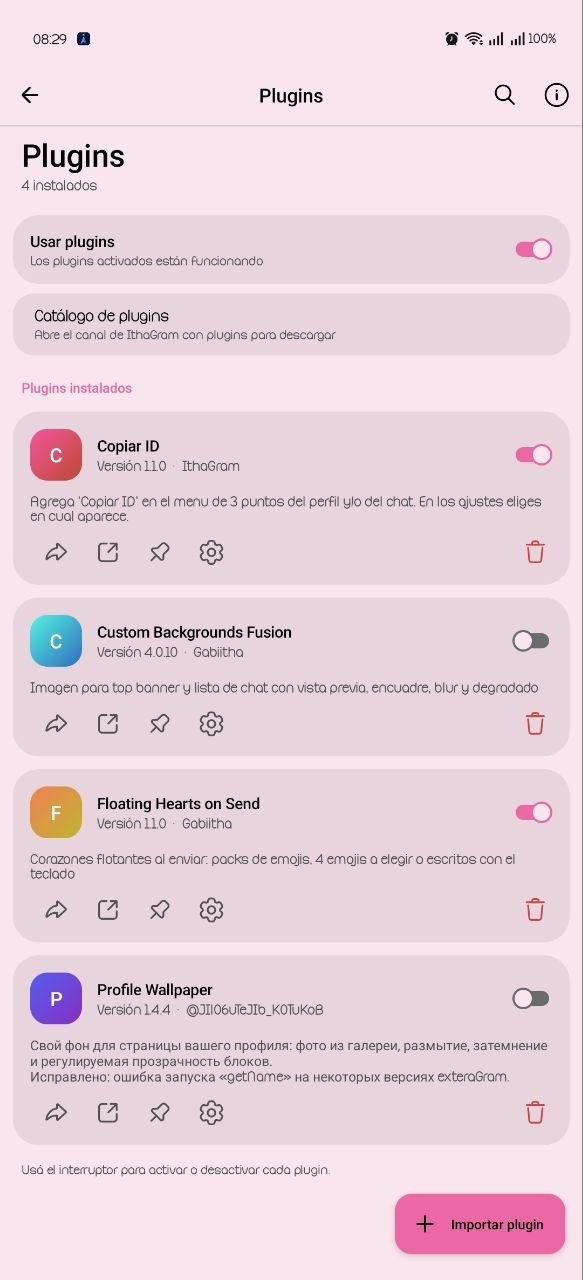 08:29
100%
Plugins
Plugins
4 instalados
Usar plugins
Los plugins activados están funcionando
Catálogo de plugins
Abre el canal de IthaGram con plugins para descargar
Plugins instalados
C
Copiar ID
Versión 1.1.0 · IthaGram
Agrega 'Copiar ID' en el menu de 3 puntos del perfil y/o del chat. En los ajustes eliges
en cual aparece.
C
Custom Backgrounds Fusion
Versión 4.0.10 · Gabiitha
Imagen para top banner y lista de chat con vista previa, encuadre, blur y degradado
F
Floating Hearts on Send
Versión 1.1.0 · Gabiitha
Corazones flotantes al enviar: packs de emojis, 4 emojis a elegir o escritos con el
teclado
P
Profile Wallpaper
Versión 1.4.4 ·
Свой фон для страницы вашего профиля: фото из галереи, размытие, затемнение
и регулируемая прозрачность блоков.
Исправлено: ошибка запуска «getName» на некоторых версиях exteraGram.
Usá el interruptor para activar o desactivar cada plugin.
Importar plugin